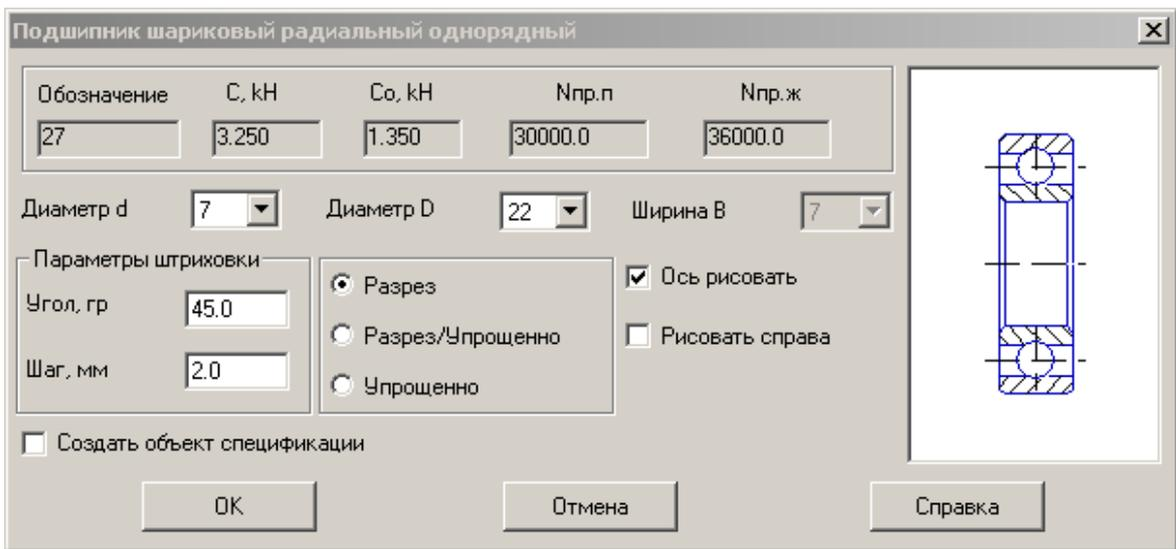 Подшипник шариковый радиальный однорядный
Обозначение C, kH Co, kH Nпр.п Nпр.ж
27 3.250 1.350 30000.0 36000.0
Диаметр d 7 Диаметр D 22 Ширина B 7
Параметры штриховки
Угол, гр 45.0
Шаг, мм 2.0
Разрез
Разрез/Упрощенно
Упрощенно
Ось рисовать
Рисовать справа
Создать объект спецификации
OK Отмена Справка